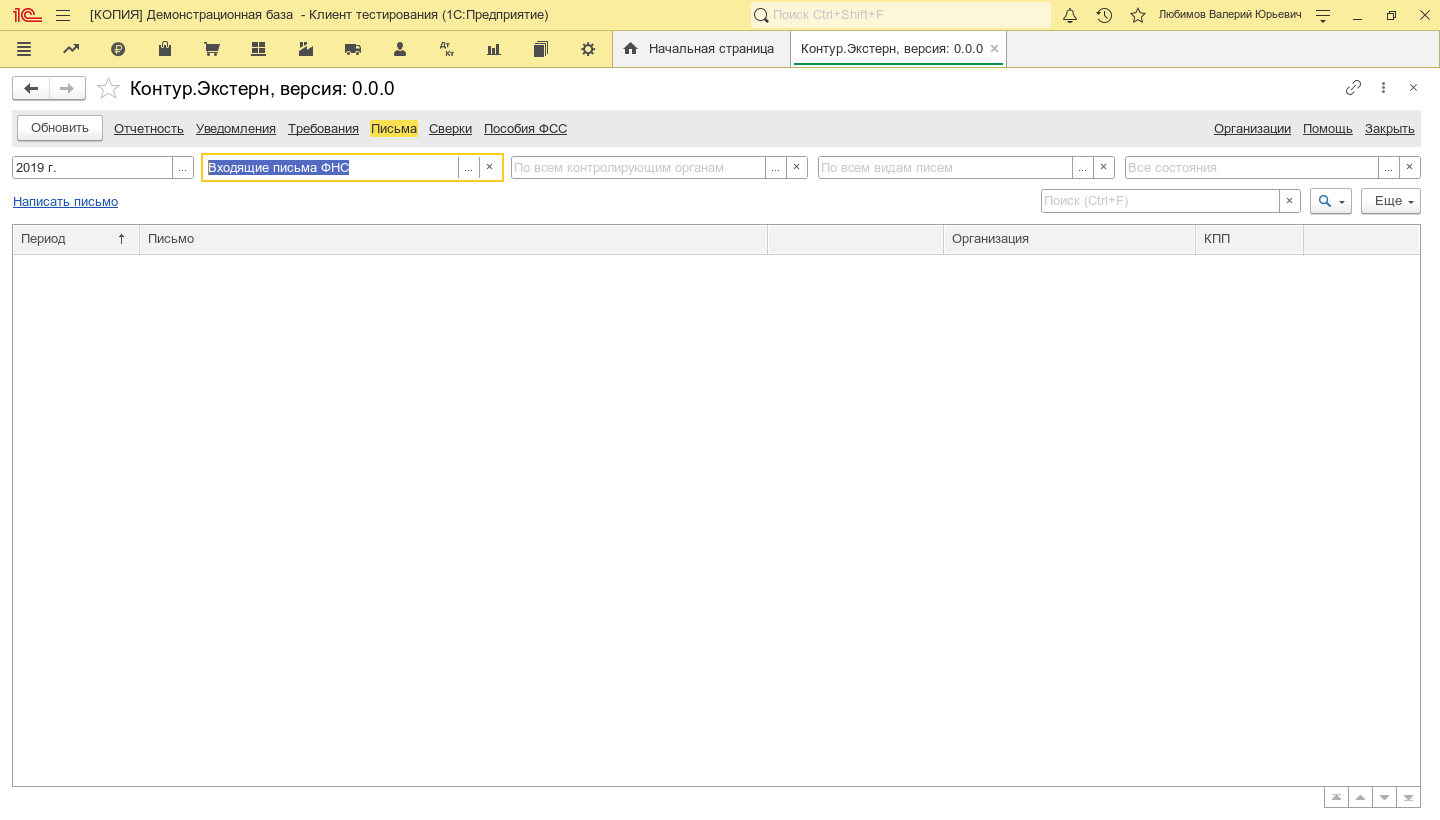 [КОПИЯ] Демонстрационная база - Клиент тестирования (1С:Предприятие) Поиск Ctrl+Shift+F Любимов Валерий Юрьевич
Дт Кт Начальная страница Контур.Экстерн, версия: 0.0.0
Контур.Экстерн, версия: 0.0.0
Обновить Отчетность Уведомления Требования Письма Сверки Пособия ФСС Организации Помощь Закрыть
2019 г. ... Входящие письма ФНС ... × По всем контролирующим органам ... × По всем видам писем ... × Все состояния ... ×
Написать письмо Поиск (Ctrl+F) × Еще
Период ↑ Письмо Организация КПП